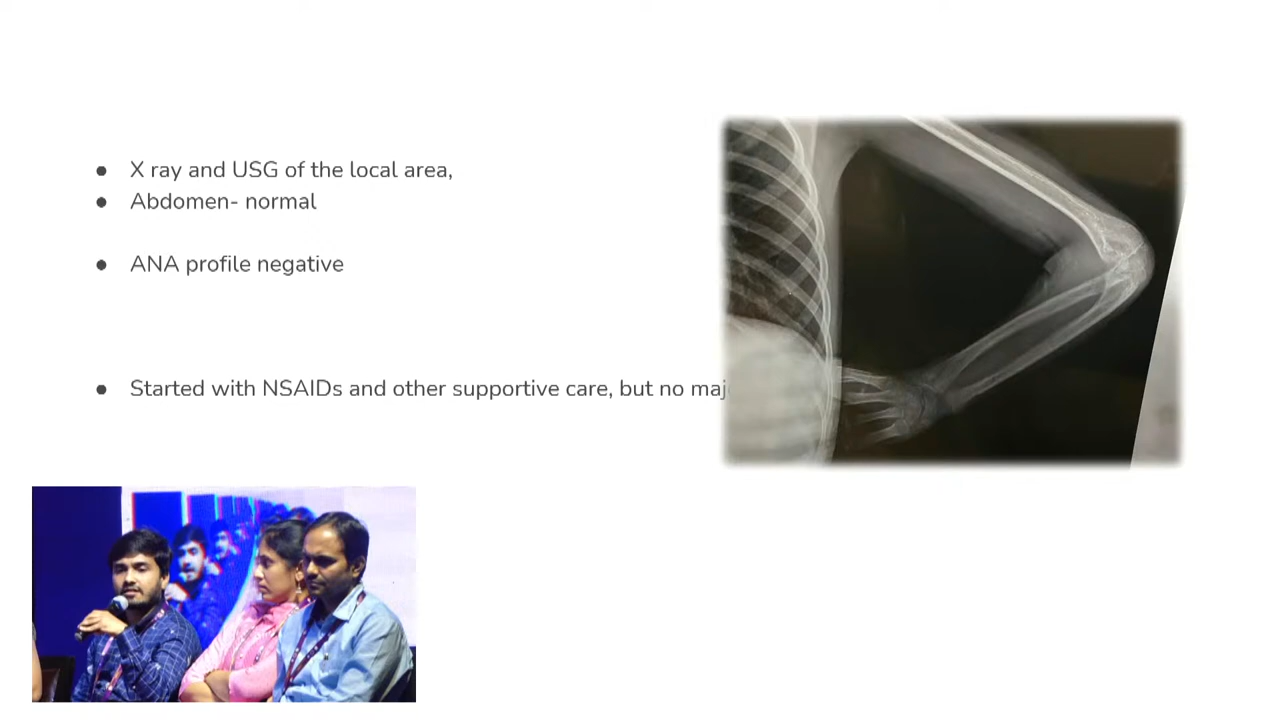 X ray and USG of the local area,
Abdomen- normal
ANA profile negative
Started with NSAIDs and other supportive care, but no